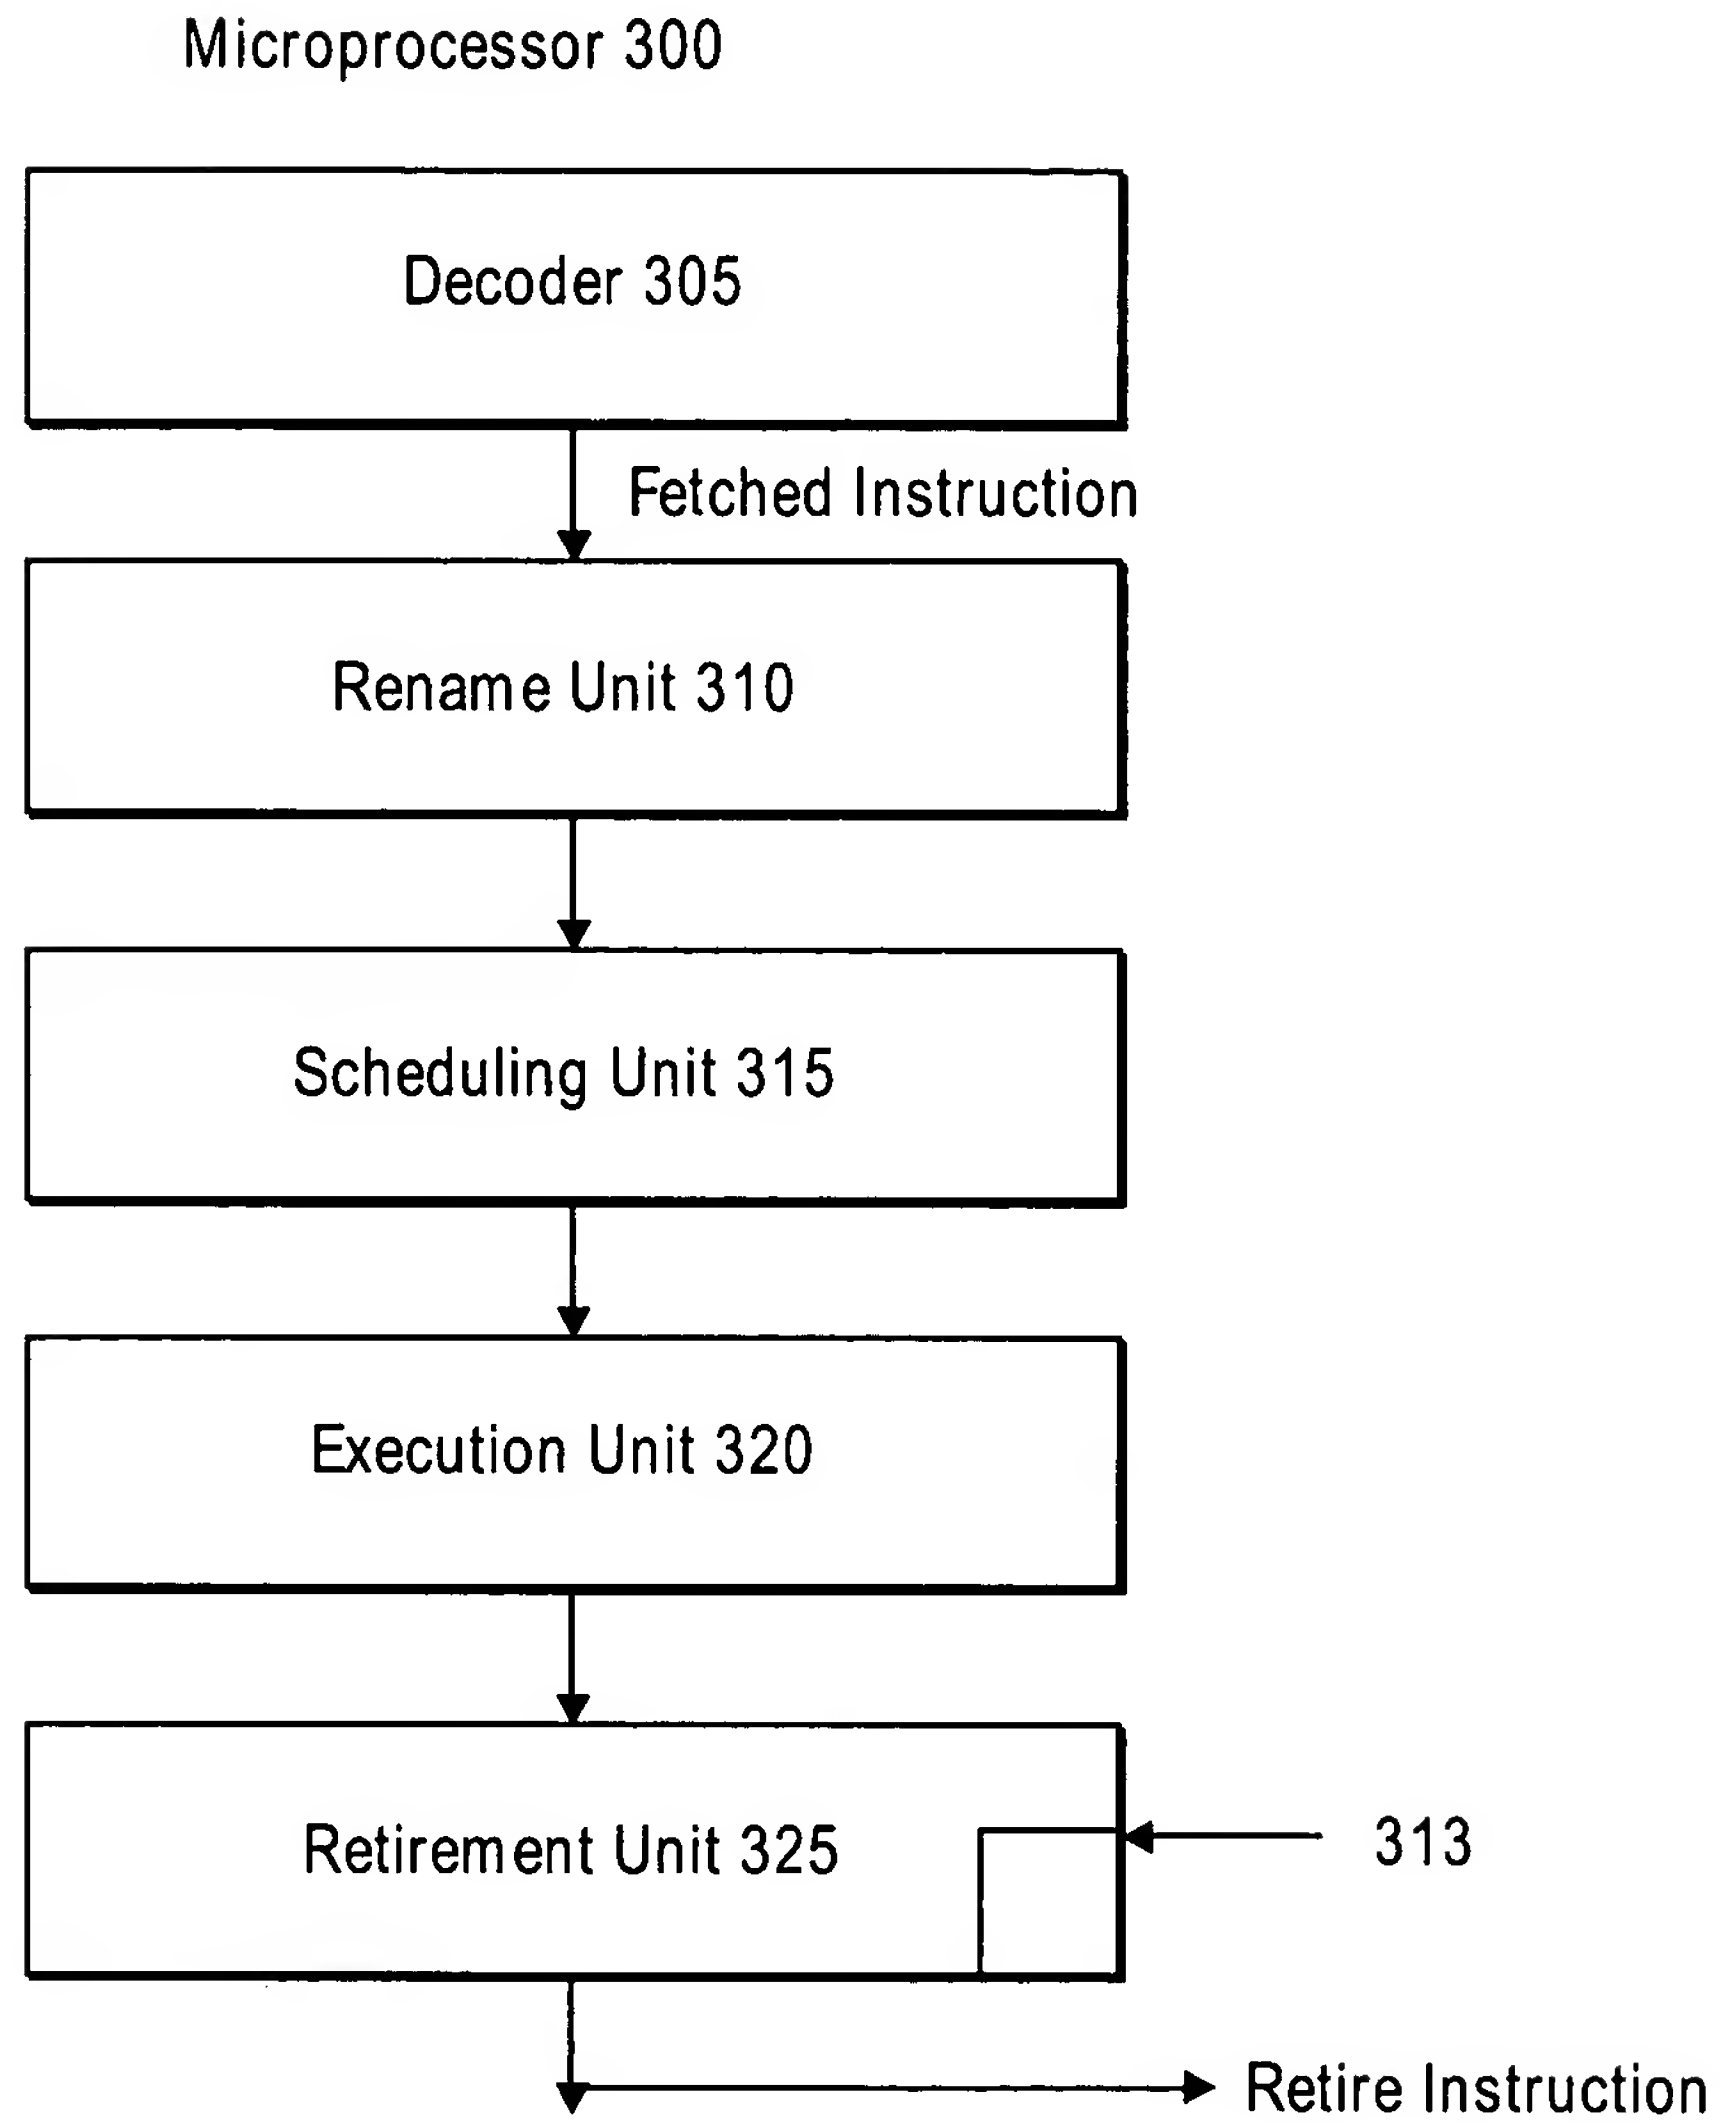 Microprocessor 300
Decoder 305
Fetched Instruction
Rename Unit 310
Scheduling Unit 315
Execution Unit 320
Retirement Unit 325
313
Retire Instruction